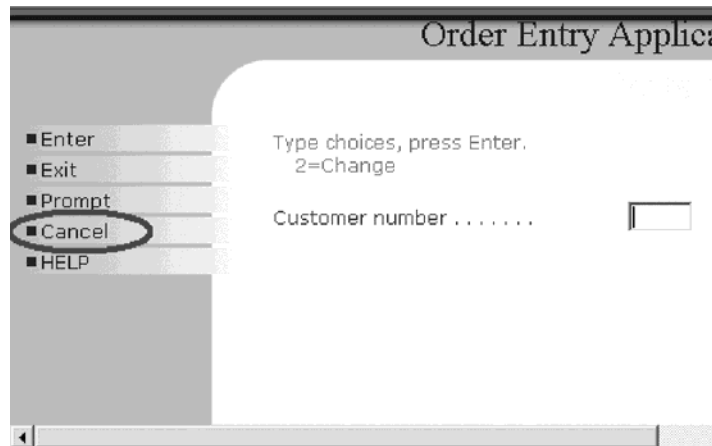 Order Entry Applica
Enter
Exit
Prompt
Cancel
HELP
Type choices, press Enter.
2=Change
Customer number . . . . . . .